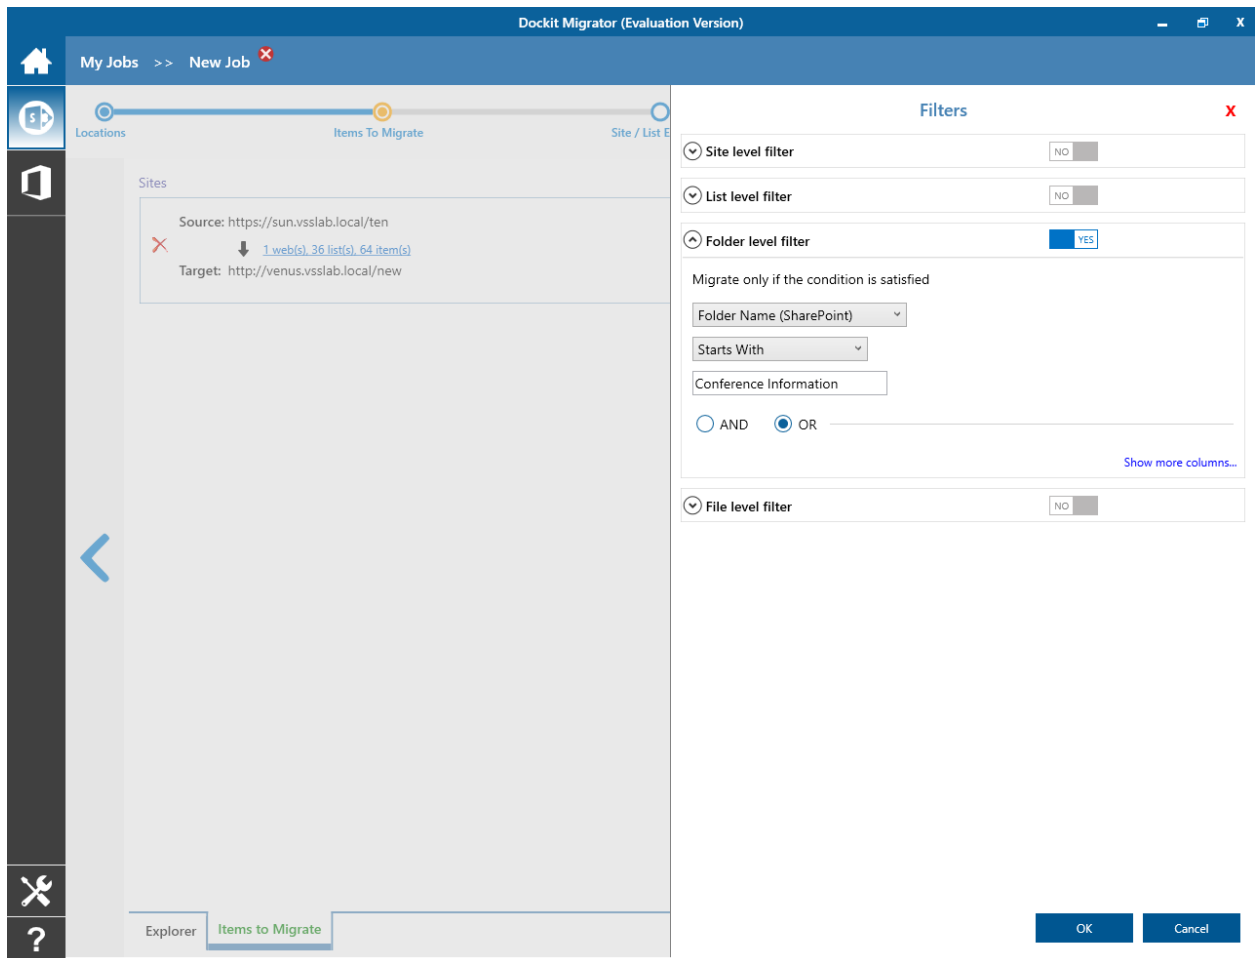 Dockit Migrator (Evaluation Version)
My Jobs >> New Job
Locations
Items To Migrate
Site / List E
Sites
Source: https://sun.vsslab.local/ten
1 web(s), 36 list(s), 64 item(s)
Target: http://venus.vsslab.local/new
Explorer
Items to Migrate
Filters
X
Site level filter
NO
List level filter
NO
Folder level filter
YES
Migrate only if the condition is satisfied
Folder Name (SharePoint)
Starts With
Conference Information
AND OR
Show more columns...
File level filter
NO
OK
Cancel